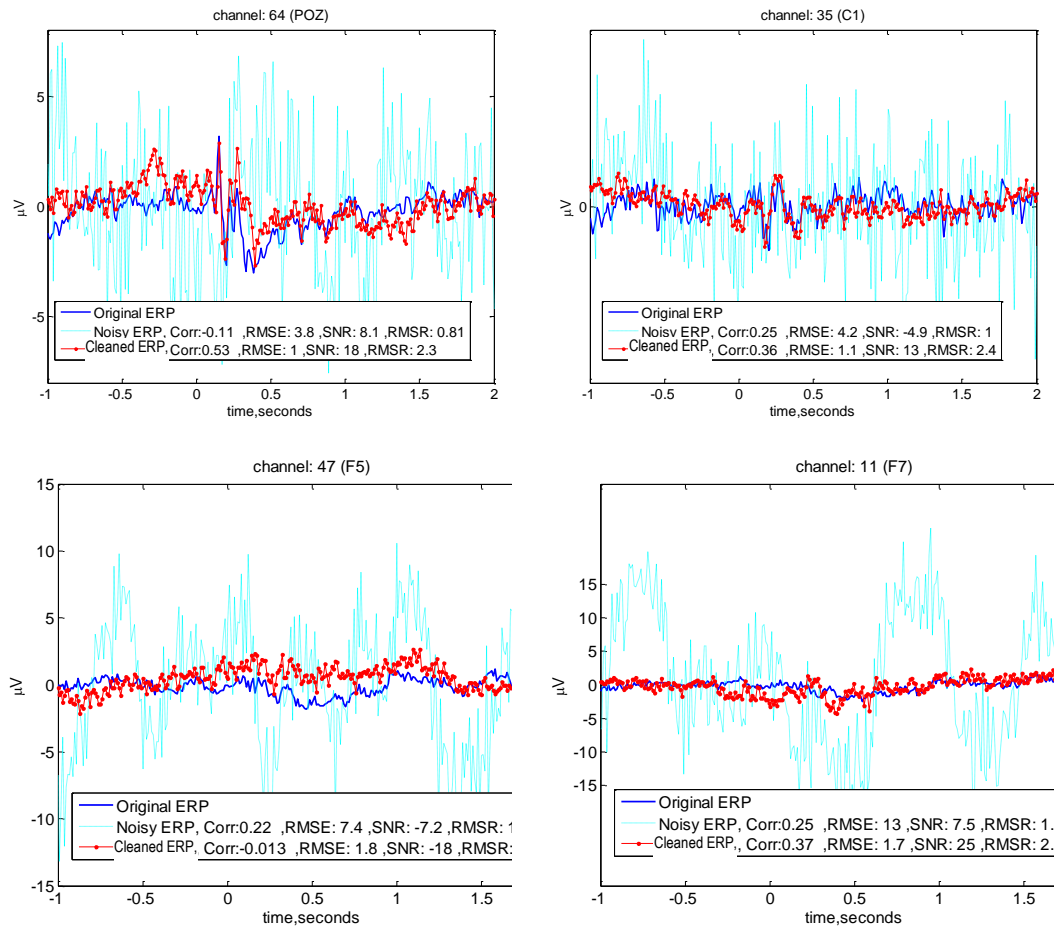 channel: 64 (POZ)
5
0
-5
µV
Original ERP
Noisy ERP, Corr:-0.11 ,RMSE: 3.8 ,SNR: 8.1 ,RMSR: 0.81
Cleaned ERP, Corr:0.53 ,RMSE: 1 ,SNR: 18 ,RMSR: 2.3
-1 -0.5 0 0.5 1 1.5 2
time,seconds
channel: 35 (C1)
0
µV
Original ERP
Noisy ERP, Corr:0.25 ,RMSE: 4.2 ,SNR: -4.9 ,RMSR: 1
Cleaned ERP, Corr:0.36 ,RMSE: 1.1 ,SNR: 13 ,RMSR: 2.4
-1 -0.5 0 0.5 1 1.5 2
time,seconds
channel: 47 (F5)
15
10
5
0
-5
-10
-15
µV
Original ERP
Noisy ERP, Corr:0.22 ,RMSE: 7.4 ,SNR: -7.2 ,RMSR: 1
Cleaned ERP, Corr:-0.013 ,RMSE: 1.8 ,SNR: -18 ,RMSR:
-1 -0.5 0 0.5 1 1.5
time,seconds
channel: 11 (F7)
15
10
5
0
-5
-10
-15
µV
Original ERP
Noisy ERP, Corr:0.25 ,RMSE: 13 ,SNR: 7.5 ,RMSR: 1.
Cleaned ERP, Corr:0.37 ,RMSE: 1.7 ,SNR: 25 ,RMSR: 2.
-1 -0.5 0 0.5 1 1.5
time,seconds